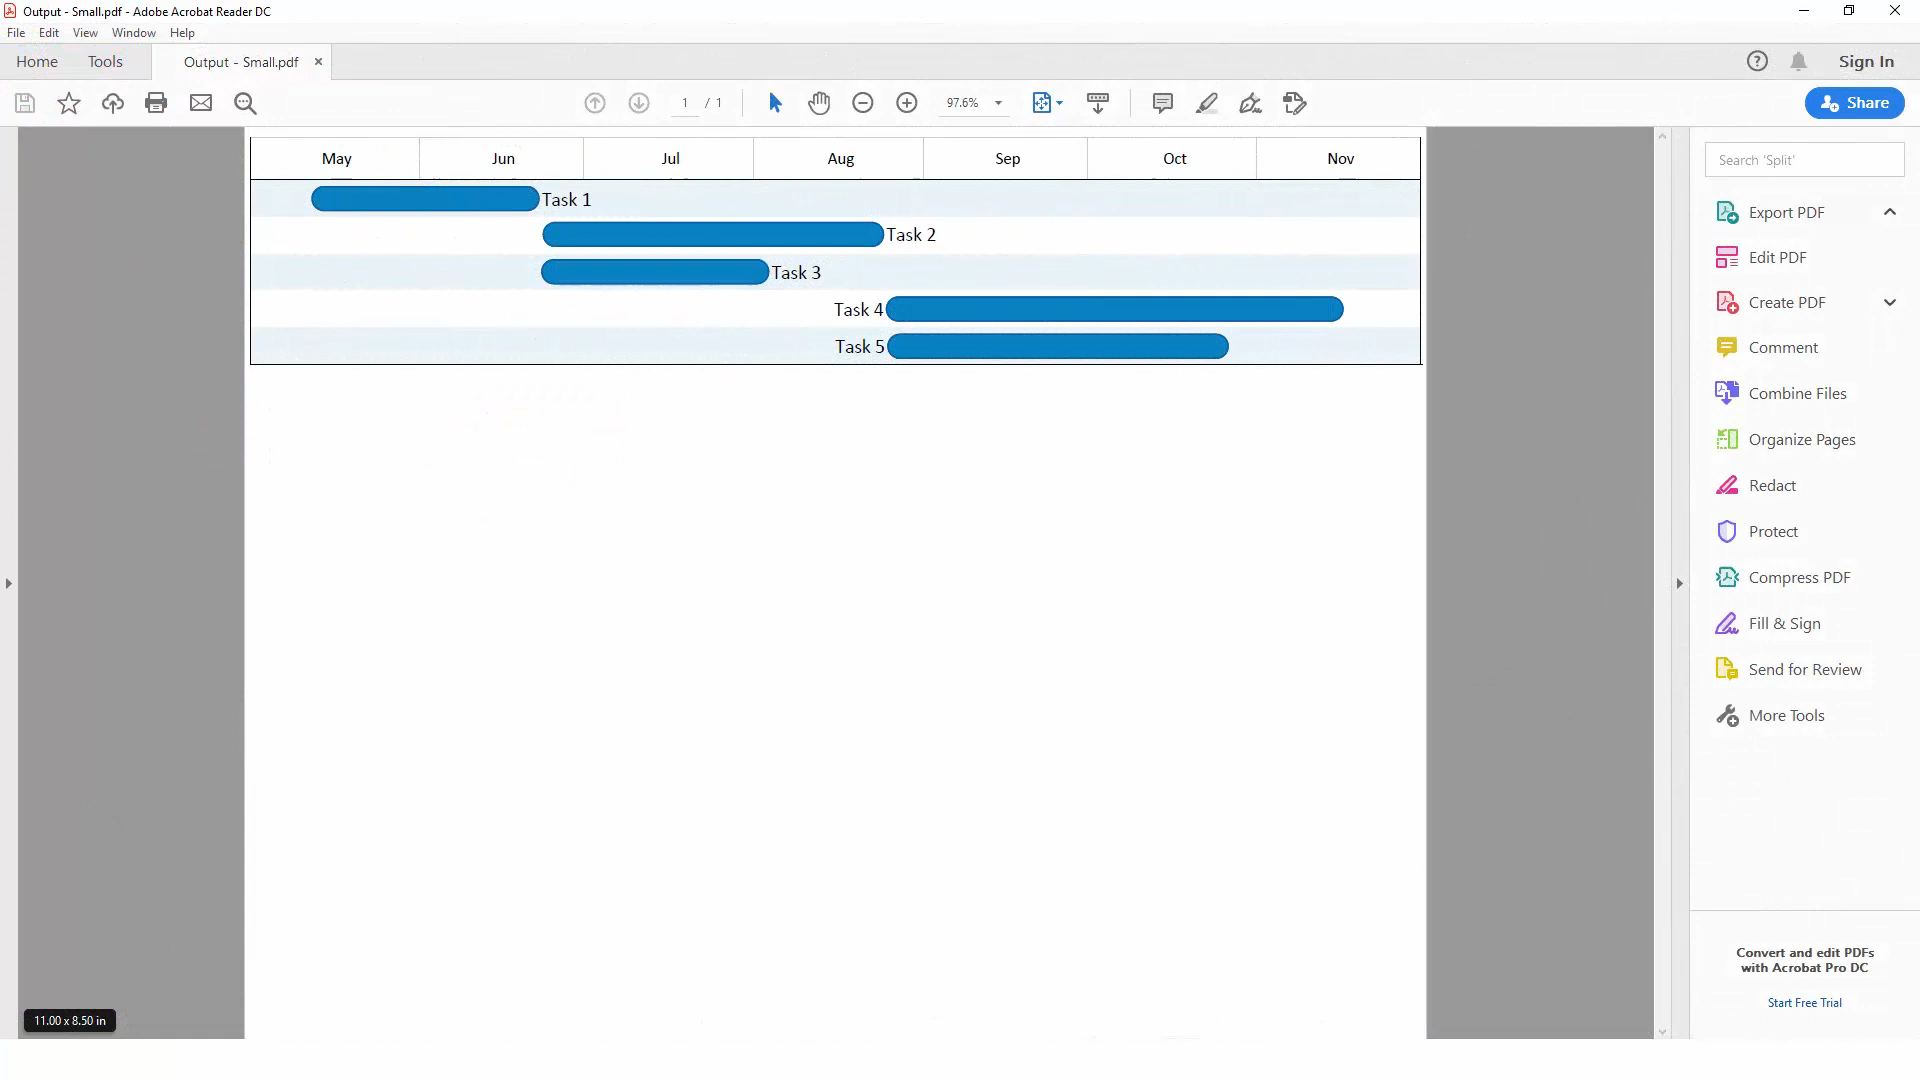 Output - Small.pdf - Adobe Acrobat Reader DC
File Edit View Window Help
Home Tools Output - Small.pdf × Sign In
1 / 1 97.6% Share
May Jun Jul Aug Sep Oct Nov
Task 1
Task 2
Task 3
Task 4
Task 5
Search 'Split'
Export PDF
Edit PDF
Create PDF
Comment
Combine Files
Organize Pages
Redact
Protect
Compress PDF
Fill & Sign
Send for Review
More Tools
Convert and edit PDFs
with Acrobat Pro DC
Start Free Trial
11.00 x 8.50 in